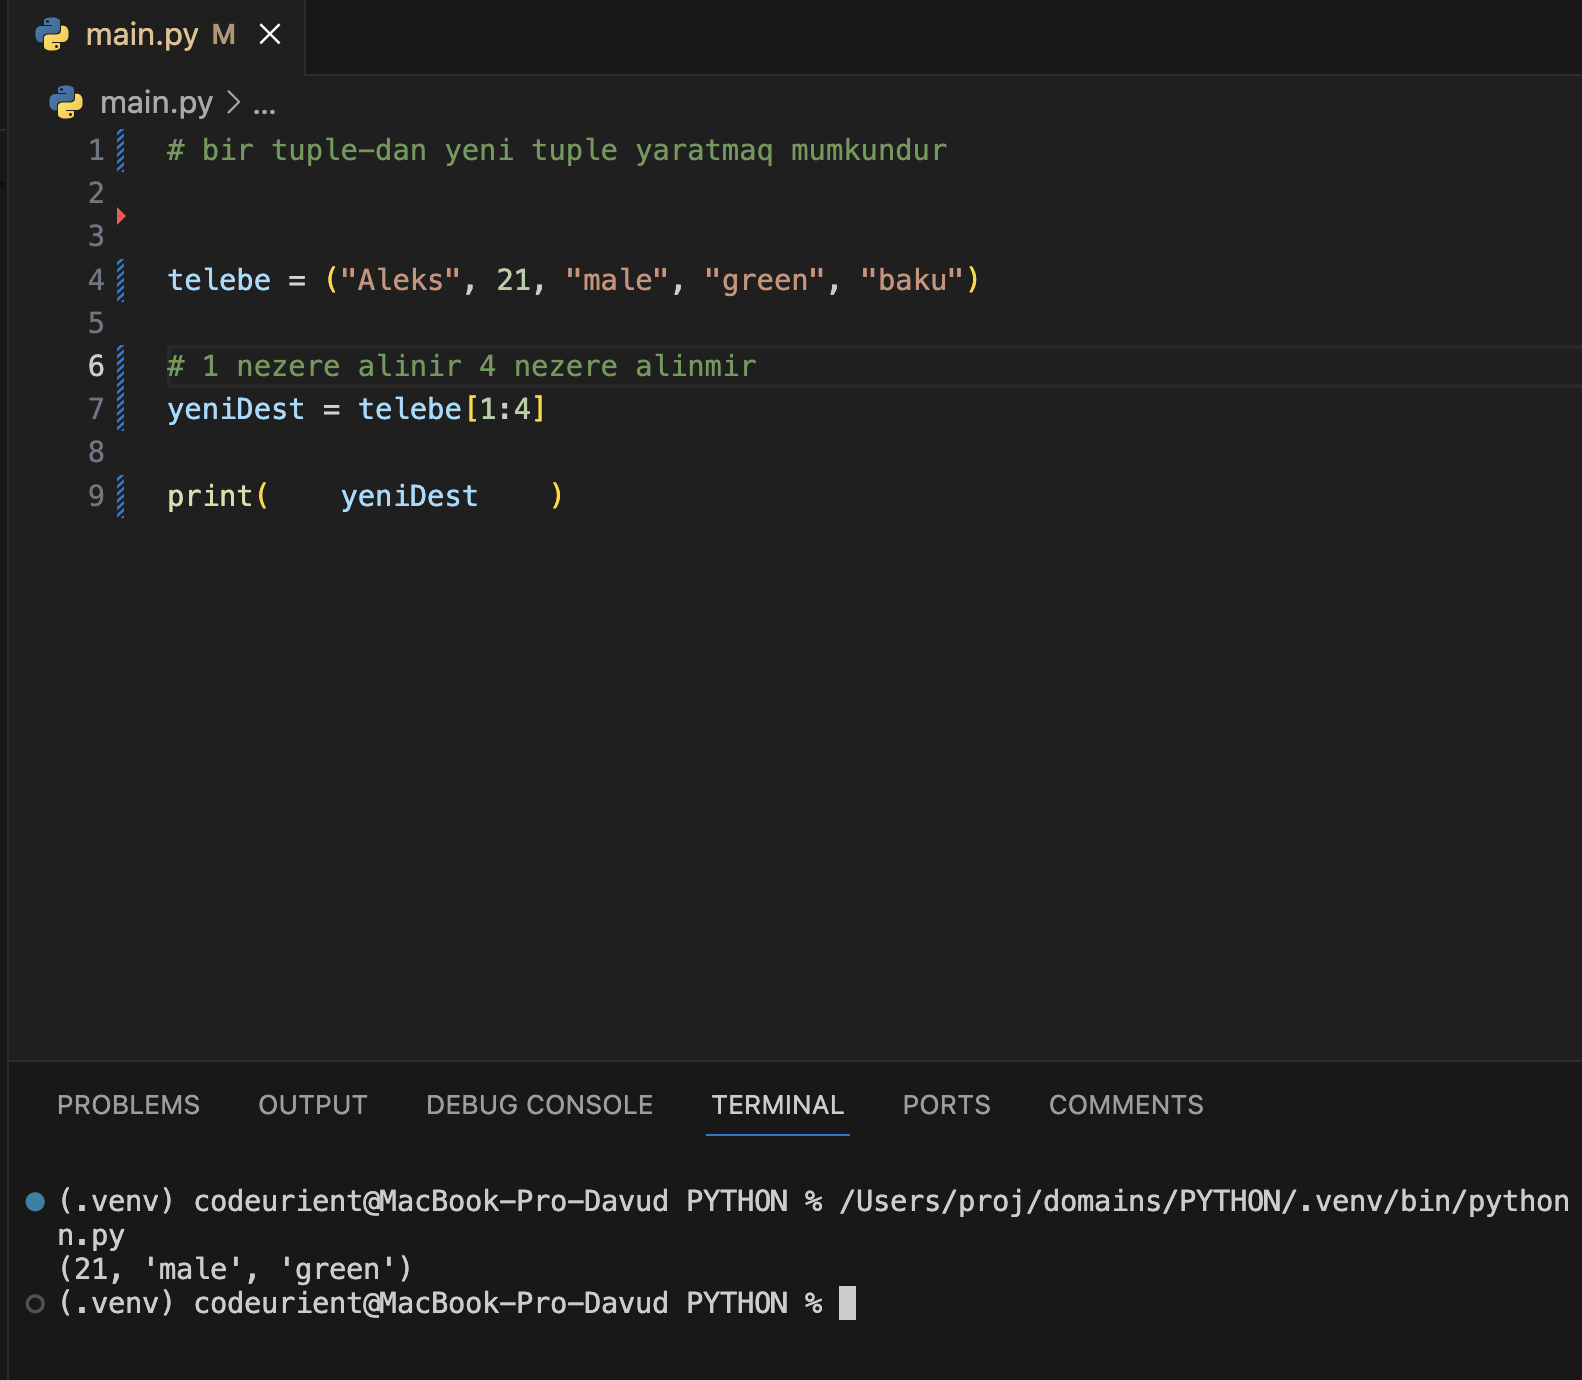 main.py M
main.py > ...
1 # bir tuple-dan yeni tuple yaratmaq mumkundur
2
3
4 telebe = ("Aleks", 21, "male", "green", "baku")
5
6 # 1 nezere alinir 4 nezere alinmir
7 yeniDest = telebe[1:4]
8
9 print(    yeniDest    )
PROBLEMS OUTPUT DEBUG CONSOLE TERMINAL PORTS COMMENTS
(.venv) codeurient@MacBook-Pro-Davud PYTHON % /Users/proj/domains/PYTHON/.venv/bin/python
n.py
(21, 'male', 'green')
(.venv) codeurient@MacBook-Pro-Davud PYTHON %